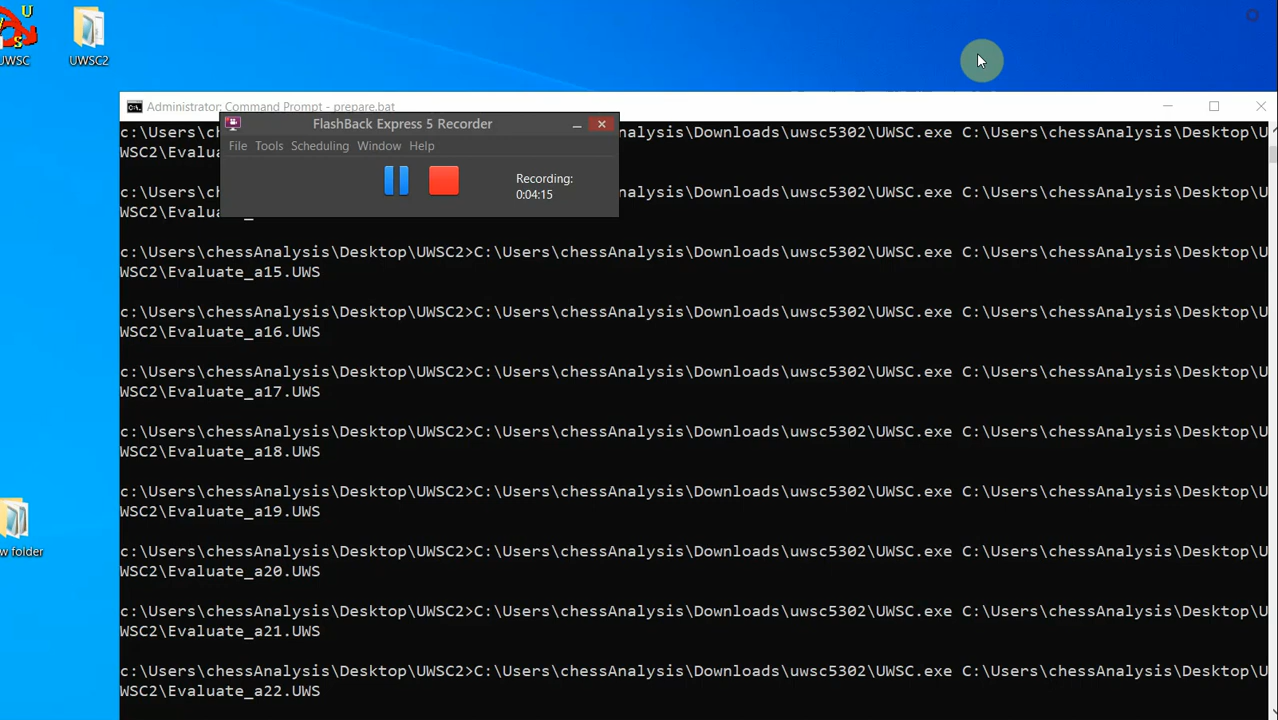 U
S
UWSC
UWSC2
Administrator: Command Prompt - prepare.bat
FlashBack Express 5 Recorder
File Tools Scheduling Window Help
Recording:
0:04:15
c:\Users\ chessAnalysis\Downloads\uwsc5302\UWSC.exe C:\Users\chessAnalysis\Desktop\U
WSC2\Evalua
c:\Users\ chessAnalysis\Downloads\uwsc5302\UWSC.exe C:\Users\chessAnalysis\Desktop\U
WSC2\Evalua
c:\Users\chessAnalysis\Desktop\UWSC2>C:\Users\chessAnalysis\Downloads\uwsc5302\UWSC.exe C:\Users\chessAnalysis\Desktop\U
WSC2\Evaluate_a15.UWS
c:\Users\chessAnalysis\Desktop\UWSC2>C:\Users\chessAnalysis\Downloads\uwsc5302\UWSC.exe C:\Users\chessAnalysis\Desktop\U
WSC2\Evaluate_a16.UWS
c:\Users\chessAnalysis\Desktop\UWSC2>C:\Users\chessAnalysis\Downloads\uwsc5302\UWSC.exe C:\Users\chessAnalysis\Desktop\U
WSC2\Evaluate_a17.UWS
c:\Users\chessAnalysis\Desktop\UWSC2>C:\Users\chessAnalysis\Downloads\uwsc5302\UWSC.exe C:\Users\chessAnalysis\Desktop\U
WSC2\Evaluate_a18.UWS
c:\Users\chessAnalysis\Desktop\UWSC2>C:\Users\chessAnalysis\Downloads\uwsc5302\UWSC.exe C:\Users\chessAnalysis\Desktop\U
WSC2\Evaluate_a19.UWS
c:\Users\chessAnalysis\Desktop\UWSC2>C:\Users\chessAnalysis\Downloads\uwsc5302\UWSC.exe C:\Users\chessAnalysis\Desktop\U
WSC2\Evaluate_a20.UWS
w folder
c:\Users\chessAnalysis\Desktop\UWSC2>C:\Users\chessAnalysis\Downloads\uwsc5302\UWSC.exe C:\Users\chessAnalysis\Desktop\U
WSC2\Evaluate_a21.UWS
c:\Users\chessAnalysis\Desktop\UWSC2>C:\Users\chessAnalysis\Downloads\uwsc5302\UWSC.exe C:\Users\chessAnalysis\Desktop\U
WSC2\Evaluate_a22.UWS